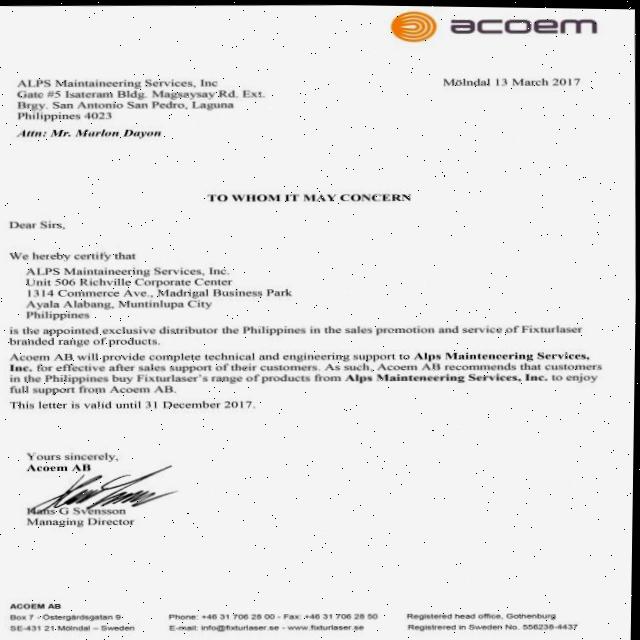 acoem
ALPS Maintaineering Services, Inc
Gate #5 Isateram Bldg. Magsaysay Rd. Ext.
Brgy. San Antonio San Pedro, Laguna
Philippines 4023
Attn: Mr. Marlon Dayon
Mölndal 13 March 2017
TO WHOM IT MAY CONCERN
Dear Sirs,
We hereby certify that
ALPS Maintaineering Services, Inc.
Unit 506 Richville Corporate Center
1314 Commerce Ave., Madrigal Business Park
Ayala Alabang, Muntinlupa City
Philippines
is the appointed exclusive distributor the Philippines in the sales promotion and service of Fixturlaser
branded range of products.
Acoem AB will provide complete technical and engineering support to Alps Maintenceering Services,
Inc. for effective after sales support of their customers. As such, Acoem AB recommends that customers
in the Philippines buy Fixturlaser's range of products from Alps Mainteneering Services, Inc. to enjoy
full support from Acoem AB.
This letter is valid until 31 December 2017.
Yours sincerely,
Acoem AB
Hans G Svensson
Managing Director
ACOEM AB
Box 7 - Östergårdsgatan 9
SE-431 21 Mölndal – Sweden
Phone: +46 31 706 28 00 - Fax: +46 31 706 28 50
E-mail: info@fixturlaser.se - www.fixturlaser.se
Registered head office, Gothenburg
Registrered in Sweden No. 556238-4437